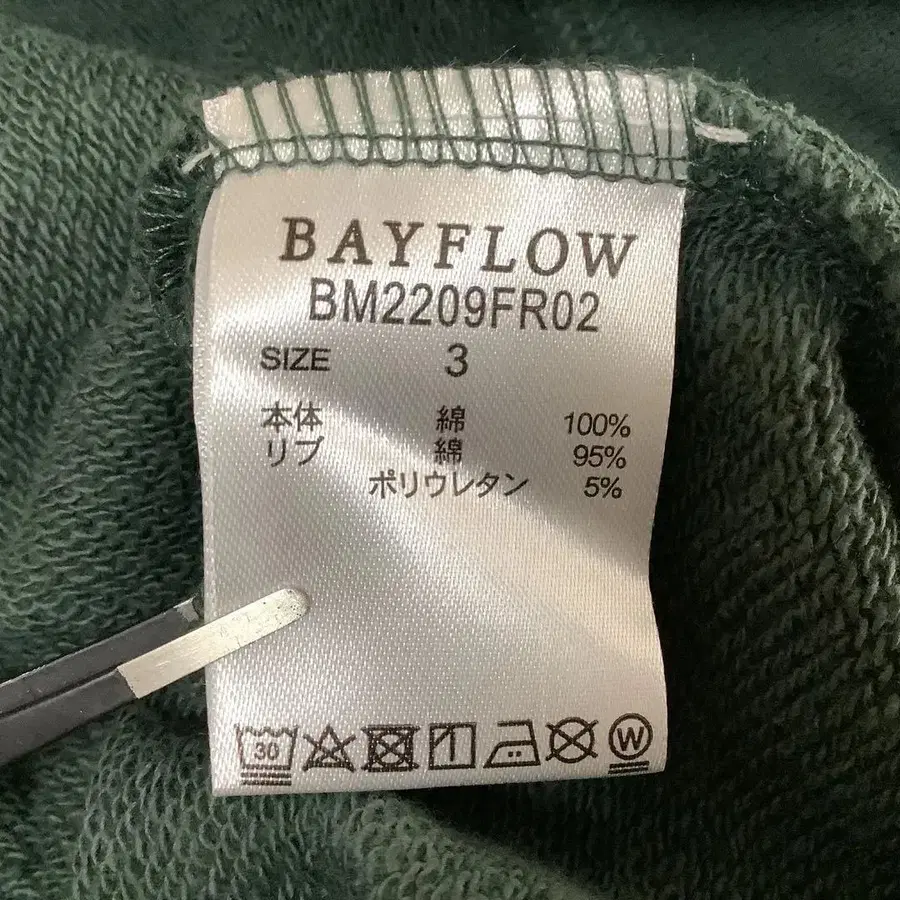 BAYFLOW
BM2209FR02
SIZE 3
本体 綿 100%
リブ 綿 95%
ポリウレタン 5%
30 W